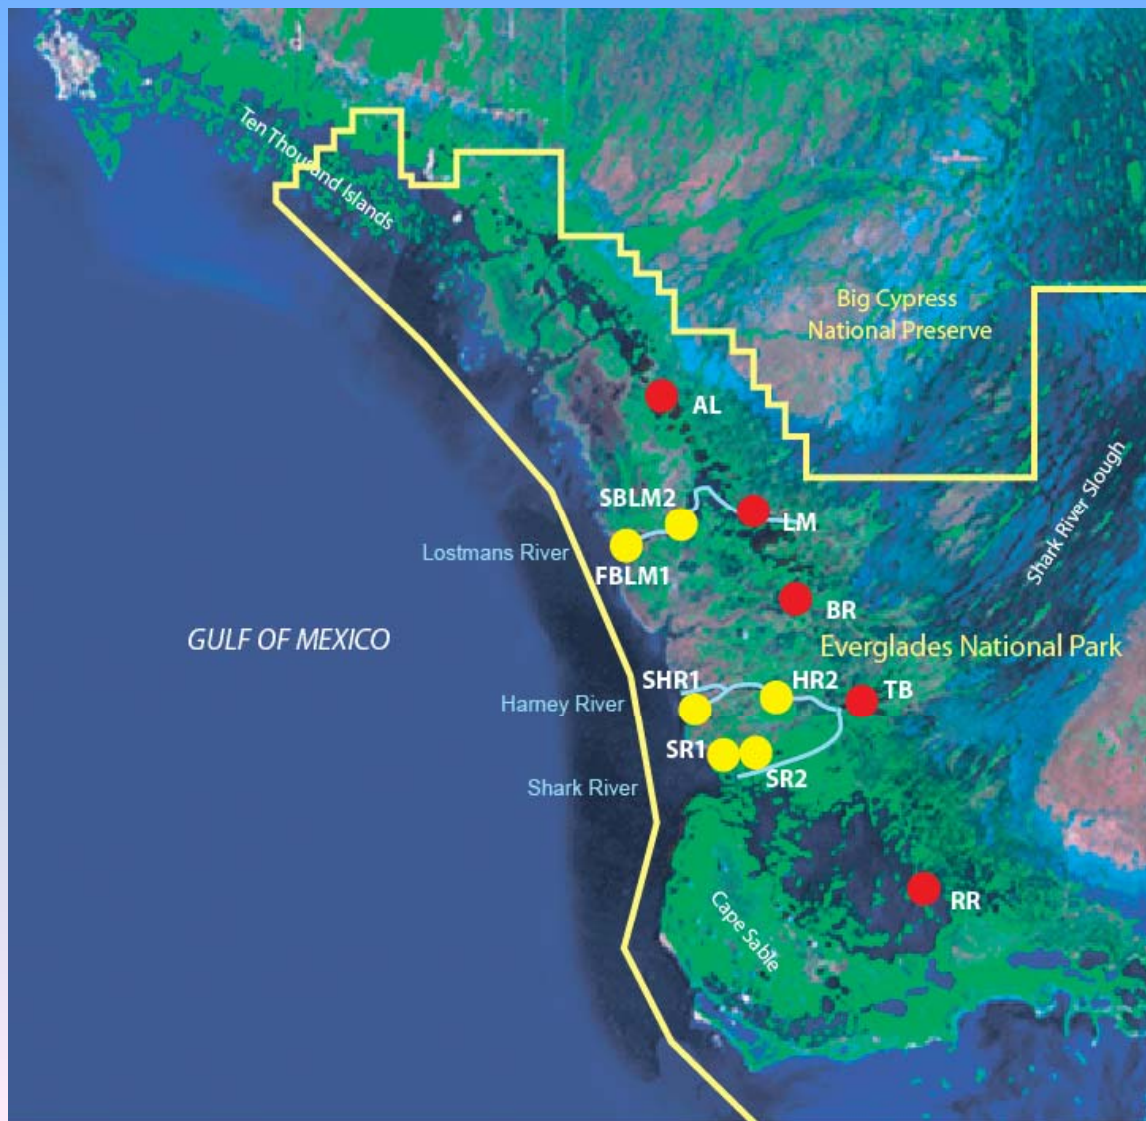 Ten Thousand Islands
Big Cypress
National Preserve
AL
Shark River Slough
SBLM2
LM
Lostmans River
FBLM1
BR
GULF OF MEXICO
Everglades National Park
SHR1
HR2
TB
Harney River
SR1
SR2
Shark River
RR
Cape Sable